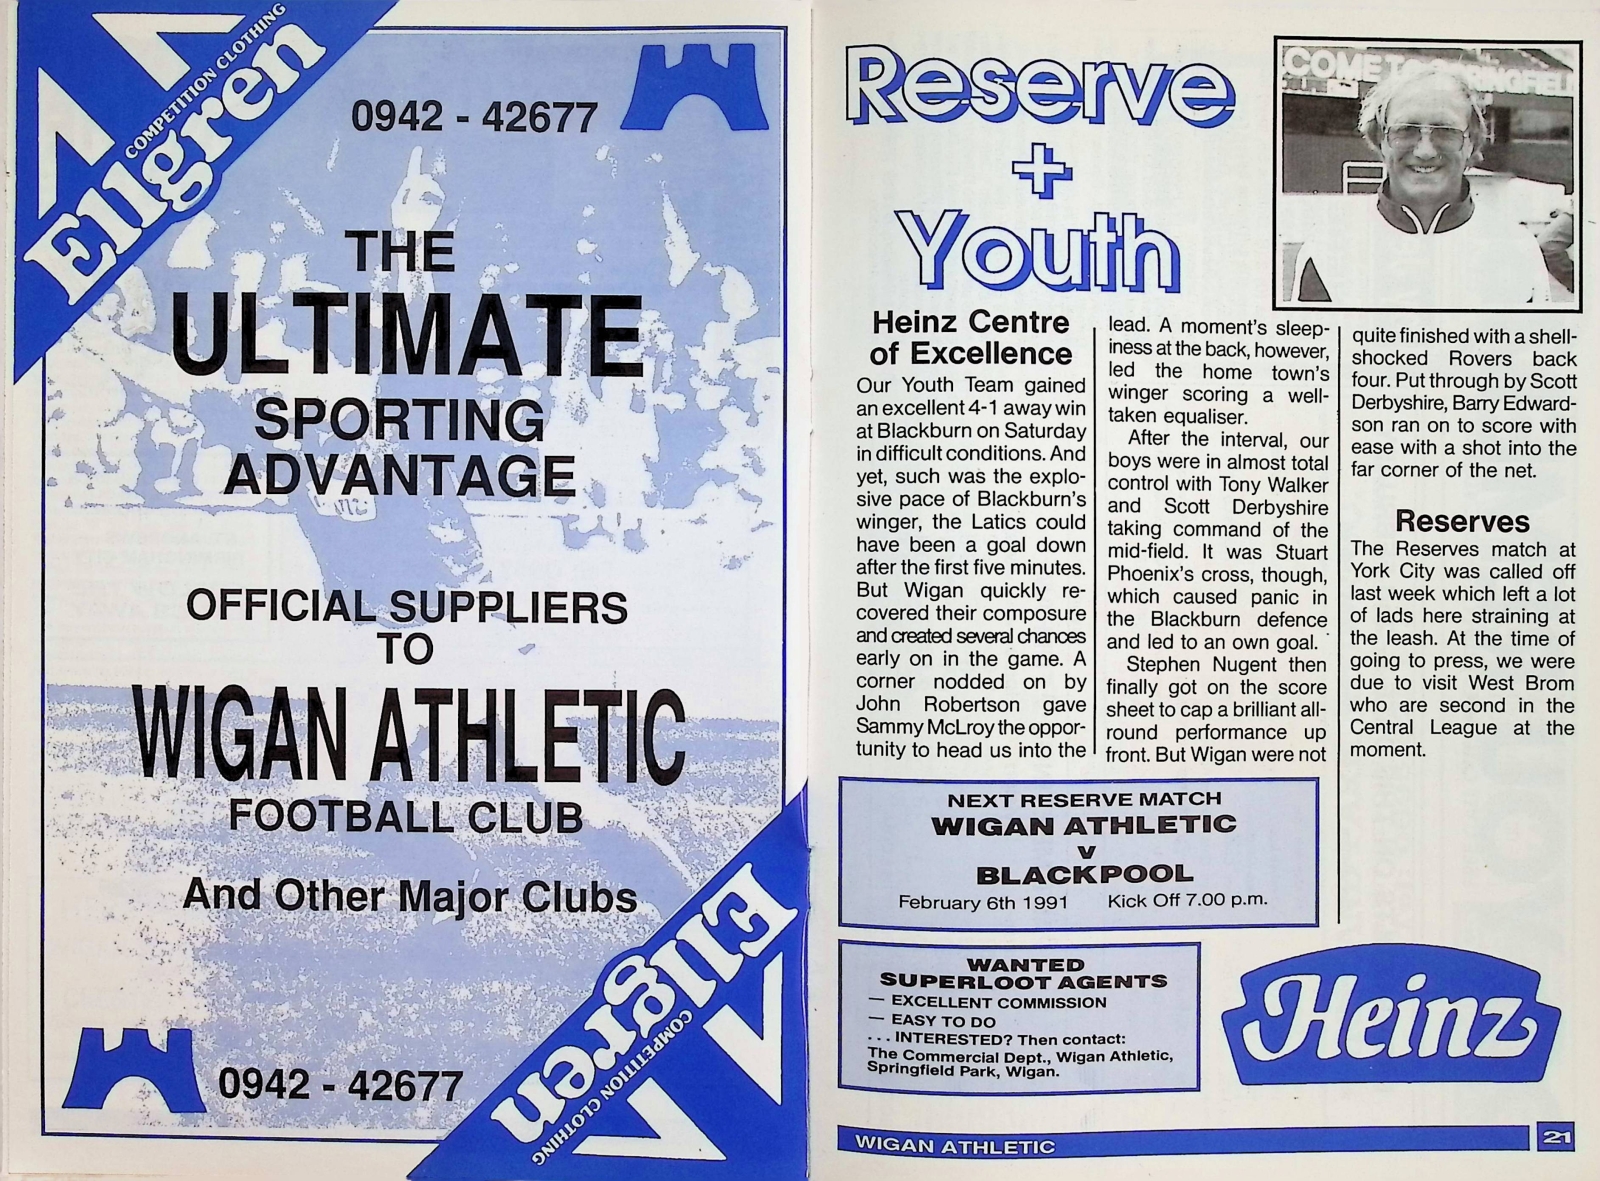 Ellgren
COMPETITION CLOTHING
0942 - 42677
THE
ULTIMATE
SPORTING
ADVANTAGE
OFFICIAL SUPPLIERS
TO
WIGAN ATHLETIC
FOOTBALL CLUB
And Other Major Clubs
0942 - 42677
Ellgren
COMPETITION CLOTHING
Reserve
+
Youth
COME TO SPRINGFIEL
Heinz Centre
of Excellence
Our Youth Team gained
an excellent 4-1 away win
at Blackburn on Saturday
in difficult conditions. And
yet, such was the explo-
sive pace of Blackburn's
winger, the Latics could
have been a goal down
after the first five minutes.
But Wigan quickly re-
covered their composure
and created several chances
early on in the game. A
corner nodded on by
John Robertson gave
Sammy McLroy the oppor-
tunity to head us into the
lead. A moment's sleep-
iness at the back, however,
led the home town's
winger scoring a well-
taken equaliser.
After the interval, our
boys were in almost total
control with Tony Walker
and Scott Derbyshire
taking command of the
mid-field. It was Stuart
Phoenix's cross, though,
which caused panic in
the Blackburn defence
and led to an own goal.
Stephen Nugent then
finally got on the score
sheet to cap a brilliant all-
round performance up
front. But Wigan were not
quite finished with a shell-
shocked Rovers back
four. Put through by Scott
Derbyshire, Barry Edward-
son ran on to score with
ease with a shot into the
far corner of the net.
Reserves
The Reserves match at
York City was called off
last week which left a lot
of lads here straining at
the leash. At the time of
going to press, we were
due to visit West Brom
who are second in the
Central League at the
moment.
NEXT RESERVE MATCH
WIGAN ATHLETIC
v
BLACKPOOL
February 6th 1991 Kick Off 7.00 p.m.
WANTED
SUPERLOOT AGENTS
— EXCELLENT COMMISSION
— EASY TO DO
. . . INTERESTED? Then contact:
The Commercial Dept., Wigan Athletic,
Springfield Park, Wigan.
Heinz
WIGAN ATHLETIC
21